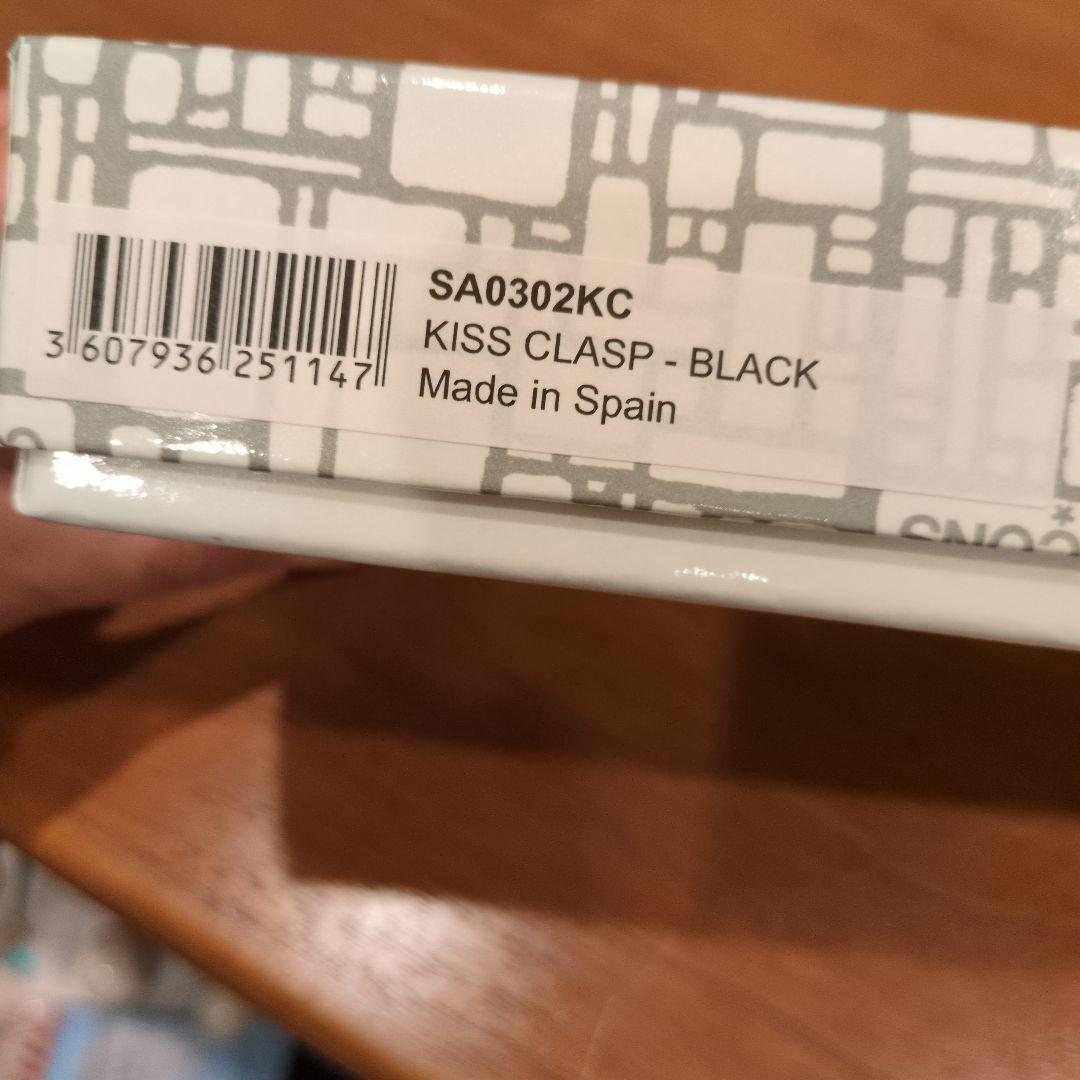 SA0302KC
KISS CLASP - BLACK
Made in Spain
3 607936 251147